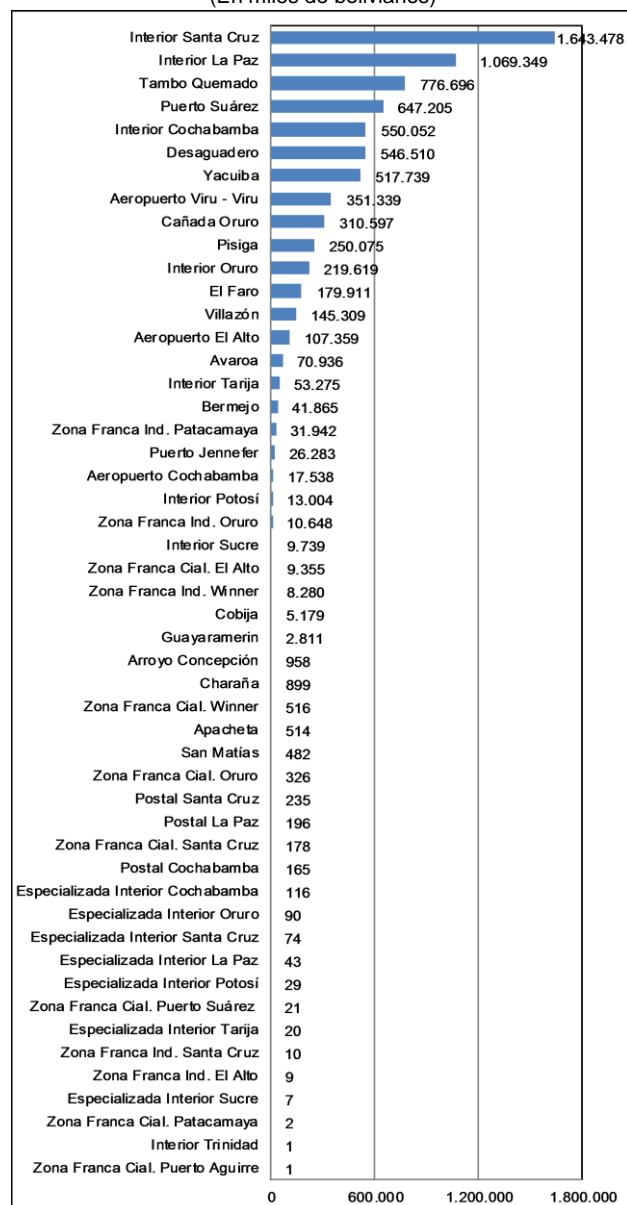 (En miles de bolivianos)
Interior Santa Cruz 1.643.478
Interior La Paz 1.069.349
Tambo Quemado 776.696
Puerto Suárez 647.205
Interior Cochabamba 550.052
Desaguadero 546.510
Yacuiba 517.739
Aeropuerto Viru - Viru 351.339
Cañada Oruro 310.597
Pisiga 250.075
Interior Oruro 219.619
El Faro 179.911
Villazón 145.309
Aeropuerto El Alto 107.359
Avaroa 70.936
Interior Tarija 53.275
Bermejo 41.865
Zona Franca Ind. Patacamaya 31.942
Puerto Jennefer 26.283
Aeropuerto Cochabamba 17.538
Interior Potosí 13.004
Zona Franca Ind. Oruro 10.648
Interior Sucre 9.739
Zona Franca Cial. El Alto 9.355
Zona Franca Ind. Winner 8.280
Cobija 5.179
Guayaramerin 2.811
Arroyo Concepción 958
Charaña 899
Zona Franca Cial. Winner 516
Apacheta 514
San Matías 482
Zona Franca Cial. Oruro 326
Postal Santa Cruz 235
Postal La Paz 196
Zona Franca Cial. Santa Cruz 178
Postal Cochabamba 165
Especializada Interior Cochabamba 116
Especializada Interior Oruro 90
Especializada Interior Santa Cruz 74
Especializada Interior La Paz 43
Especializada Interior Potosí 29
Zona Franca Cial. Puerto Suárez 21
Especializada Interior Tarija 20
Zona Franca Ind. Santa Cruz 10
Zona Franca Ind. El Alto 9
Especializada Interior Sucre 7
Zona Franca Cial. Patacamaya 2
Interior Trinidad 1
Zona Franca Cial. Puerto Aguirre 1
0 600.000 1.200.000 1.800.000